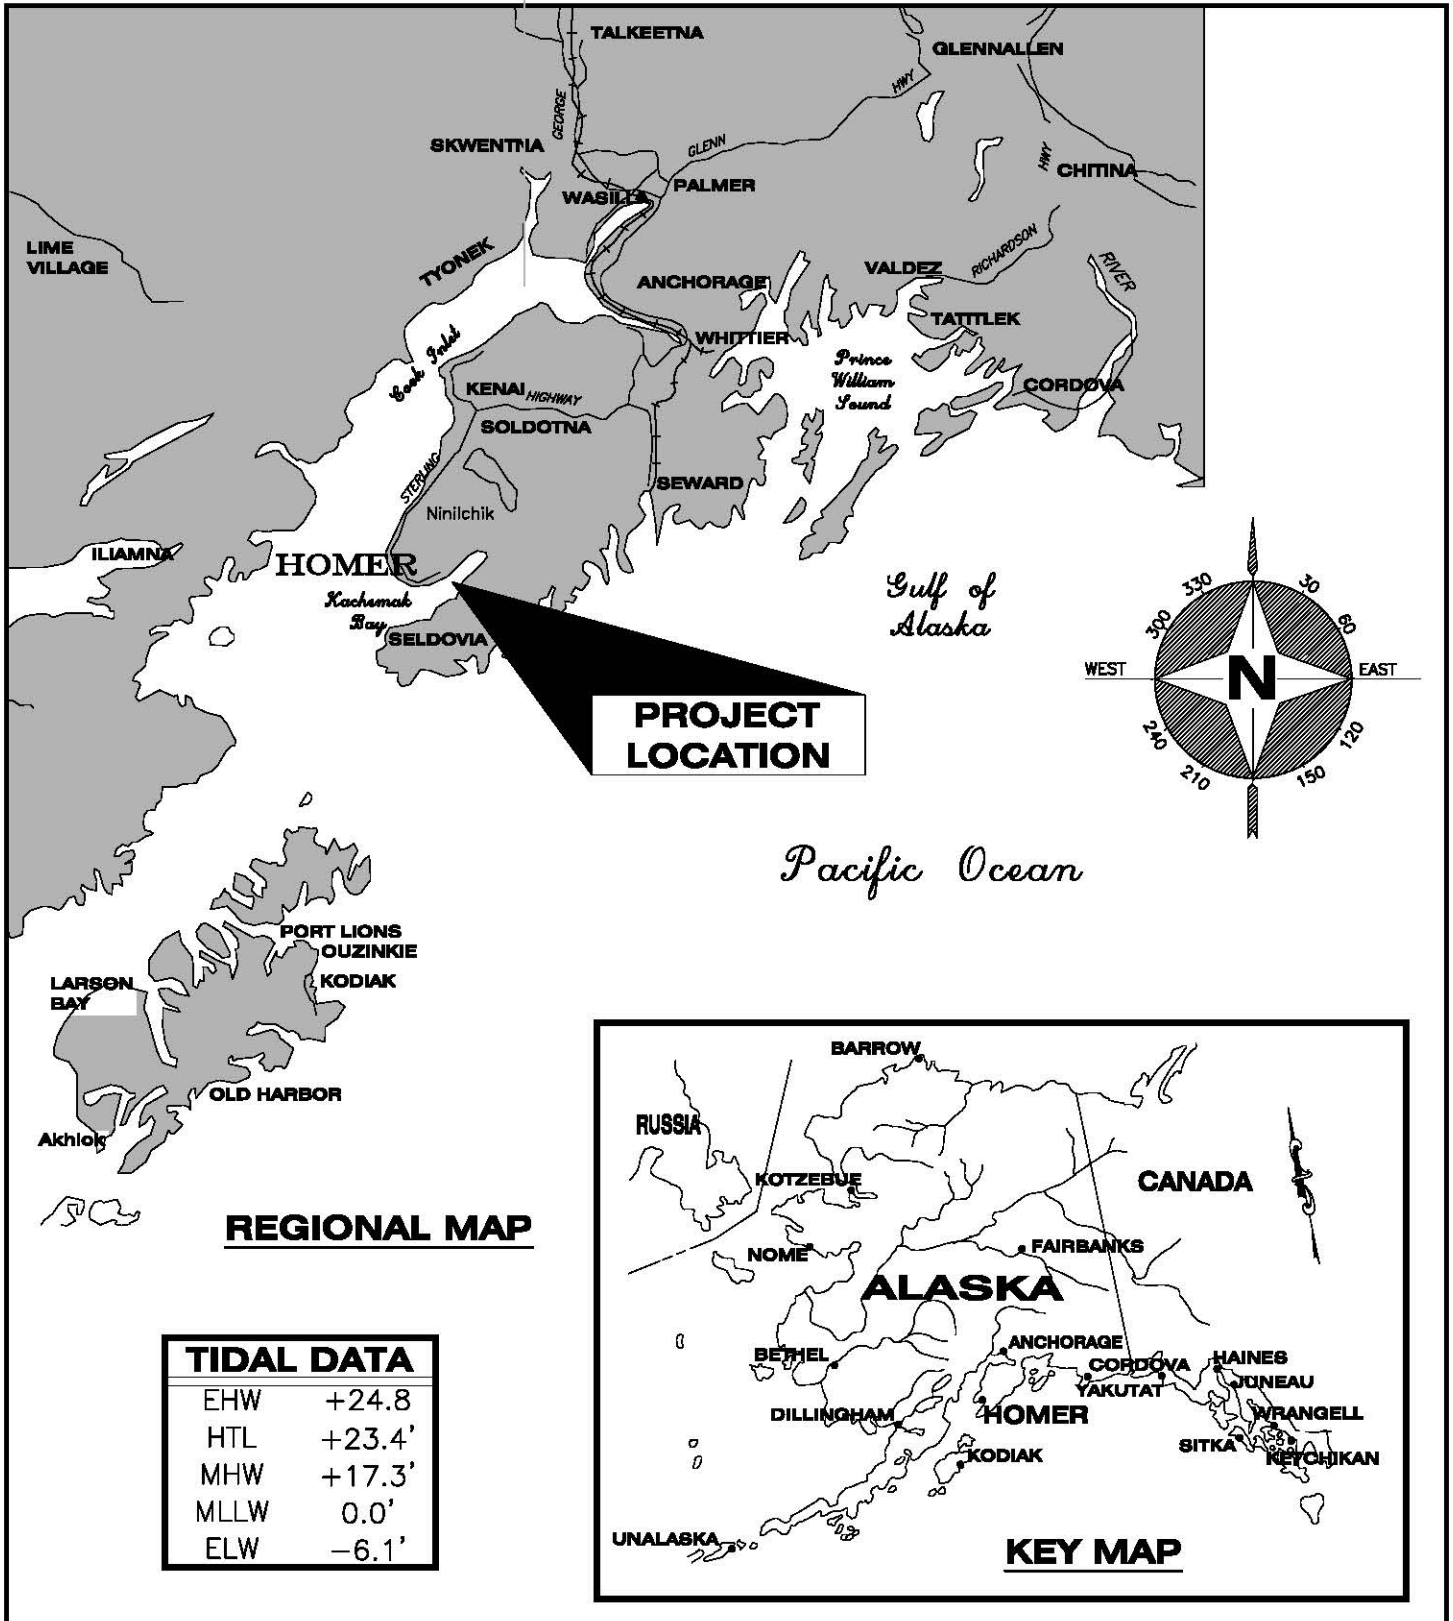 TALKEETNA
GLENNALLEN
HWY
GEORGE
SKWENTNA
GLENN
HWY
CHITINA
PALMER
WASILLA
LIME
VILLAGE
TYONEK
RICHARDSON
RIVER
VALDEZ
ANCHORAGE
TATITLEK
WHITTIER
Cook Inlet
Prince
William
Sound
KENAI
HIGHWAY
CORDOVA
SOLDOTNA
STERLING
SEWARD
Ninilchik
ILIAMNA
HOMER
Kachemak
Bay
SELDOVIA
Gulf of
Alaska
330
30
300
60
WEST
N
EAST
240
120
210
150
PROJECT
LOCATION
Pacific Ocean
PORT LIONS
OUZINKIE
KODIAK
LARSON
BAY
OLD HARBOR
Akhiok
REGIONAL MAP
BARROW
RUSSIA
KOTZEBUE
CANADA
NOME
FAIRBANKS
ALASKA
ANCHORAGE
BETHEL
CORDOVA
HAINES
YAKUTAT
JUNEAU
DILLINGHAM
HOMER
WRANGELL
SITKA
KETCHIKAN
KODIAK
UNALASKA
KEY MAP
TIDAL DATA
EHW +24.8
HTL +23.4'
MHW +17.3'
MLLW 0.0'
ELW -6.1'